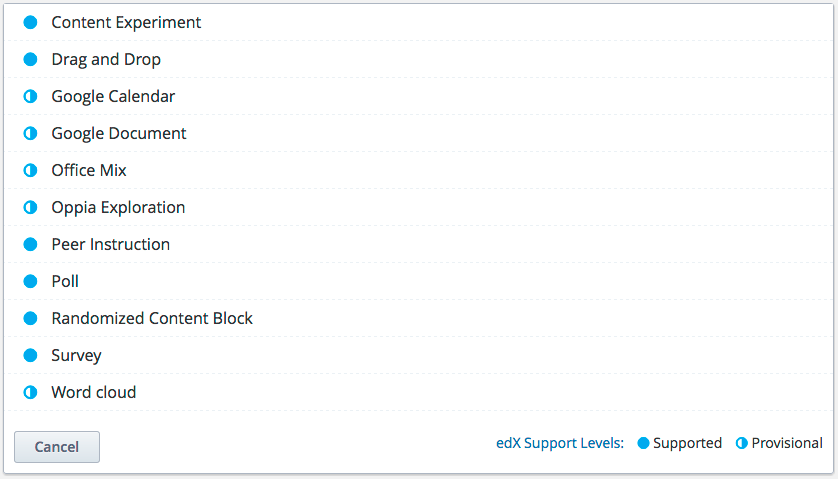 Content Experiment
Drag and Drop
Google Calendar
Google Document
Office Mix
Oppia Exploration
Peer Instruction
Poll
Randomized Content Block
Survey
Word cloud
Cancel edX Support Levels: Supported Provisional